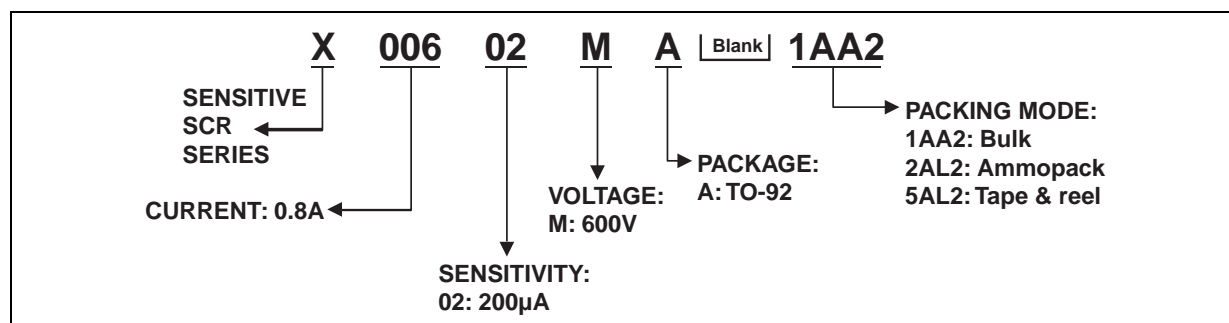 X 006 02 M A Blank 1AA2
SENSITIVE
SCR
SERIES
CURRENT: 0.8A
SENSITIVITY:
02: 200µA
VOLTAGE:
M: 600V
PACKAGE:
A: TO-92
PACKING MODE:
1AA2: Bulk
2AL2: Ammopack
5AL2: Tape & reel